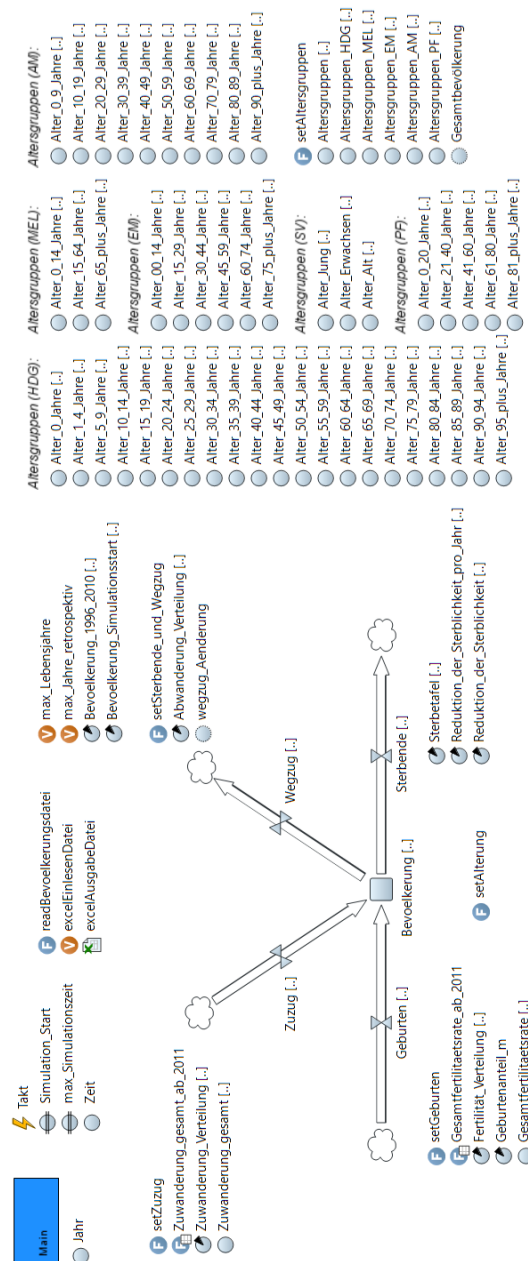 Main
Jahr
Takt
Simulation_Start
max_Simulationszeit
Zeit
readBevoelkerungsdatei
excelEinlesenDatei
excelAusgabeDatei
max_Lebensjahre
max_Jahre_retrospektiv
Bevoelkerung_1996_2010 [..]
Bevoelkerung_Simulationsstart [..]
setZuzug
Zuwanderung_gesamt_ab_2011
Zuwanderung_Verteilung [..]
Zuwanderung_gesamt [..]
Zuzug [..]
Wegzug [..]
setSterbende_und_Wegzug
Abwanderung_Verteilung [..]
wegzug_Aenderung
Geburten [..]
Bevoelkerung [..]
Sterbende [..]
setGeburten
Gesamtfertilitaetsrate_ab_2011
Fertilität_Verteilung [..]
Geburtenanteil_m
Gesamtfertilitaetsrate [..]
setAlterung
Sterbetafel [..]
Reduktion_der_Sterblichkeit_pro_Jahr [..]
Reduktion_der_Sterblichkeit [..]
Altersgruppen (HDG):
Alter_0_Jahre [..]
Alter_1_4_Jahre [..]
Alter_5_9_Jahre [..]
Alter_10_14_Jahre [..]
Alter_15_19_Jahre [..]
Alter_20_24_Jahre [..]
Alter_25_29_Jahre [..]
Alter_30_34_Jahre [..]
Alter_35_39_Jahre [..]
Alter_40_44_Jahre [..]
Alter_45_49_Jahre [..]
Alter_50_54_Jahre [..]
Alter_55_59_Jahre [..]
Alter_60_64_Jahre [..]
Alter_65_69_Jahre [..]
Alter_70_74_Jahre [..]
Alter_75_79_Jahre [..]
Alter_80_84_Jahre [..]
Alter_85_89_Jahre [..]
Alter_90_94_Jahre [..]
Alter_95_plus_Jahre [..]
Altersgruppen (MEL):
Alter_0_14_Jahre [..]
Alter_15_64_Jahre [..]
Alter_65_plus_Jahre [..]
Altersgruppen (EM):
Alter_00_14_Jahre [..]
Alter_15_29_Jahre [..]
Alter_30_44_Jahre [..]
Alter_45_59_Jahre [..]
Alter_60_74_Jahre [..]
Alter_75_plus_Jahre [..]
Altersgruppen (SV):
Alter_Jung [..]
Alter_Erwachsen [..]
Alter_Alt [..]
Altersgruppen (PF):
Alter_0_20_Jahre [..]
Alter_21_40_Jahre [..]
Alter_41_60_Jahre [..]
Alter_61_80_Jahre [..]
Alter_81_plus_Jahre [..]
Altersgruppen (AM):
Alter_0_9_Jahre [..]
Alter_10_19_Jahre [..]
Alter_20_29_Jahre [..]
Alter_30_39_Jahre [..]
Alter_40_49_Jahre [..]
Alter_50_59_Jahre [..]
Alter_60_69_Jahre [..]
Alter_70_79_Jahre [..]
Alter_80_89_Jahre [..]
Alter_90_plus_Jahre [..]
setAltersgruppen
Altersgruppen [..]
Altersgruppen_HDG [..]
Altersgruppen_MEL [..]
Altersgruppen_EM [..]
Altersgruppen_AM [..]
Altersgruppen_PF [..]
Gesamtbevölkerung